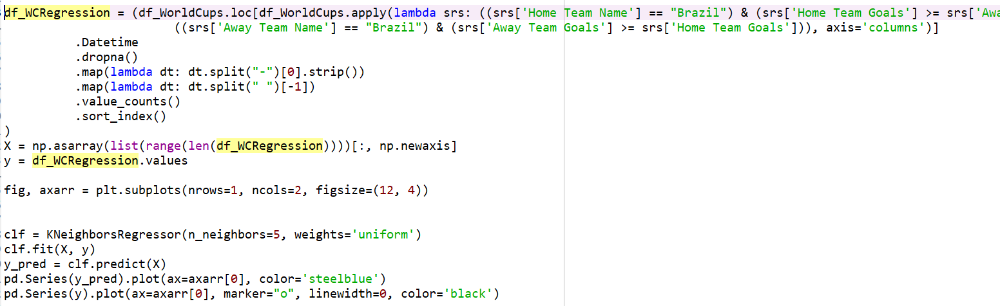 df_WCRegression = (df_WorldCups.loc[df_WorldCups.apply(lambda srs: ((srs['Home Team Name'] == "Brazil") & (srs['Home Team Goals'] >= srs['Awa
((srs['Away Team Name'] == "Brazil") & (srs['Away Team Goals'] >= srs['Home Team Goals'])), axis='columns')]
.Datetime
.dropna()
.map(lambda dt: dt.split("-")[0].strip())
.map(lambda dt: dt.split(" ")[-1])
.value_counts()
.sort_index()
)
X = np.asarray(list(range(len(df_WCRegression))))[:, np.newaxis]
y = df_WCRegression.values
fig, axarr = plt.subplots(nrows=1, ncols=2, figsize=(12, 4))
clf = KNeighborsRegressor(n_neighbors=5, weights='uniform')
clf.fit(X, y)
y_pred = clf.predict(X)
pd.Series(y_pred).plot(ax=axarr[0], color='steelblue')
pd.Series(y).plot(ax=axarr[0], marker="o", linewidth=0, color='black')